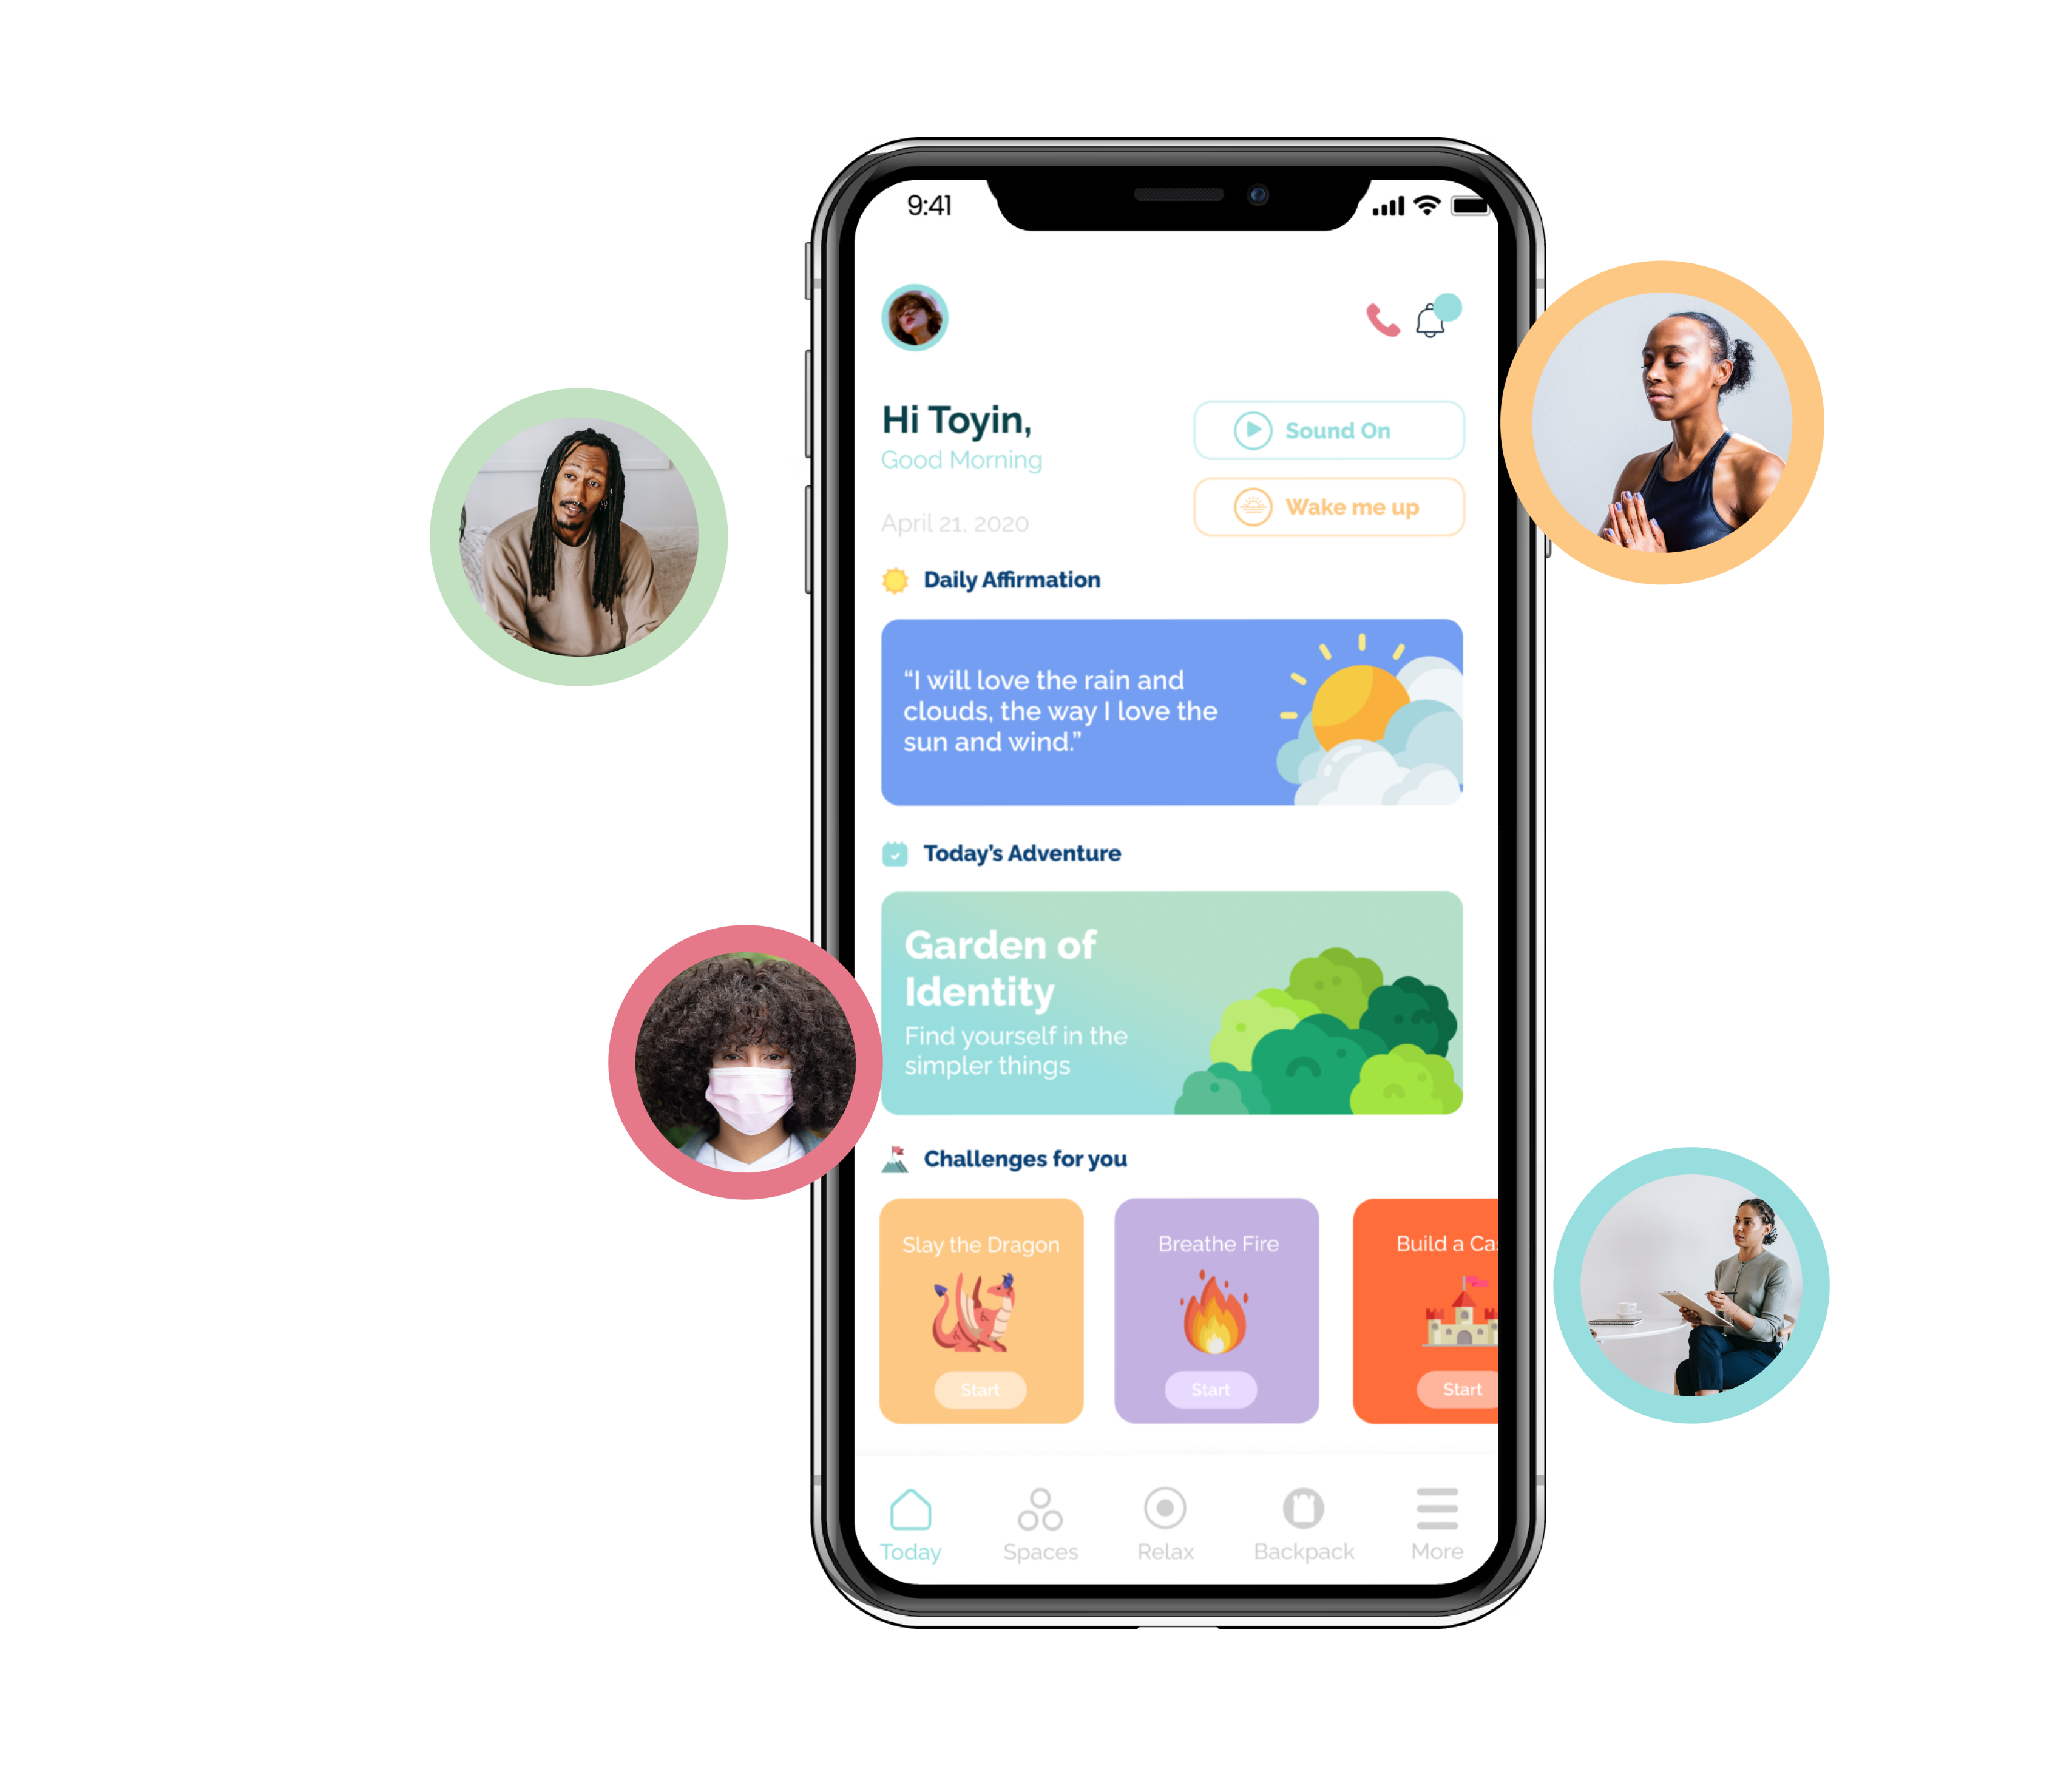 9:41
Hi Toyin,
Good Morning
April 21, 2020
Sound On
Wake me up
Daily Affirmation
“I will love the rain and
clouds, the way I love the
sun and wind.”
Today’s Adventure
Garden of
Identity
Find yourself in the
simpler things
Challenges for you
Slay the Dragon
Breathe Fire
Build a Ca
Start
Start
Start
Today
Spaces
Relax
Backpack
More